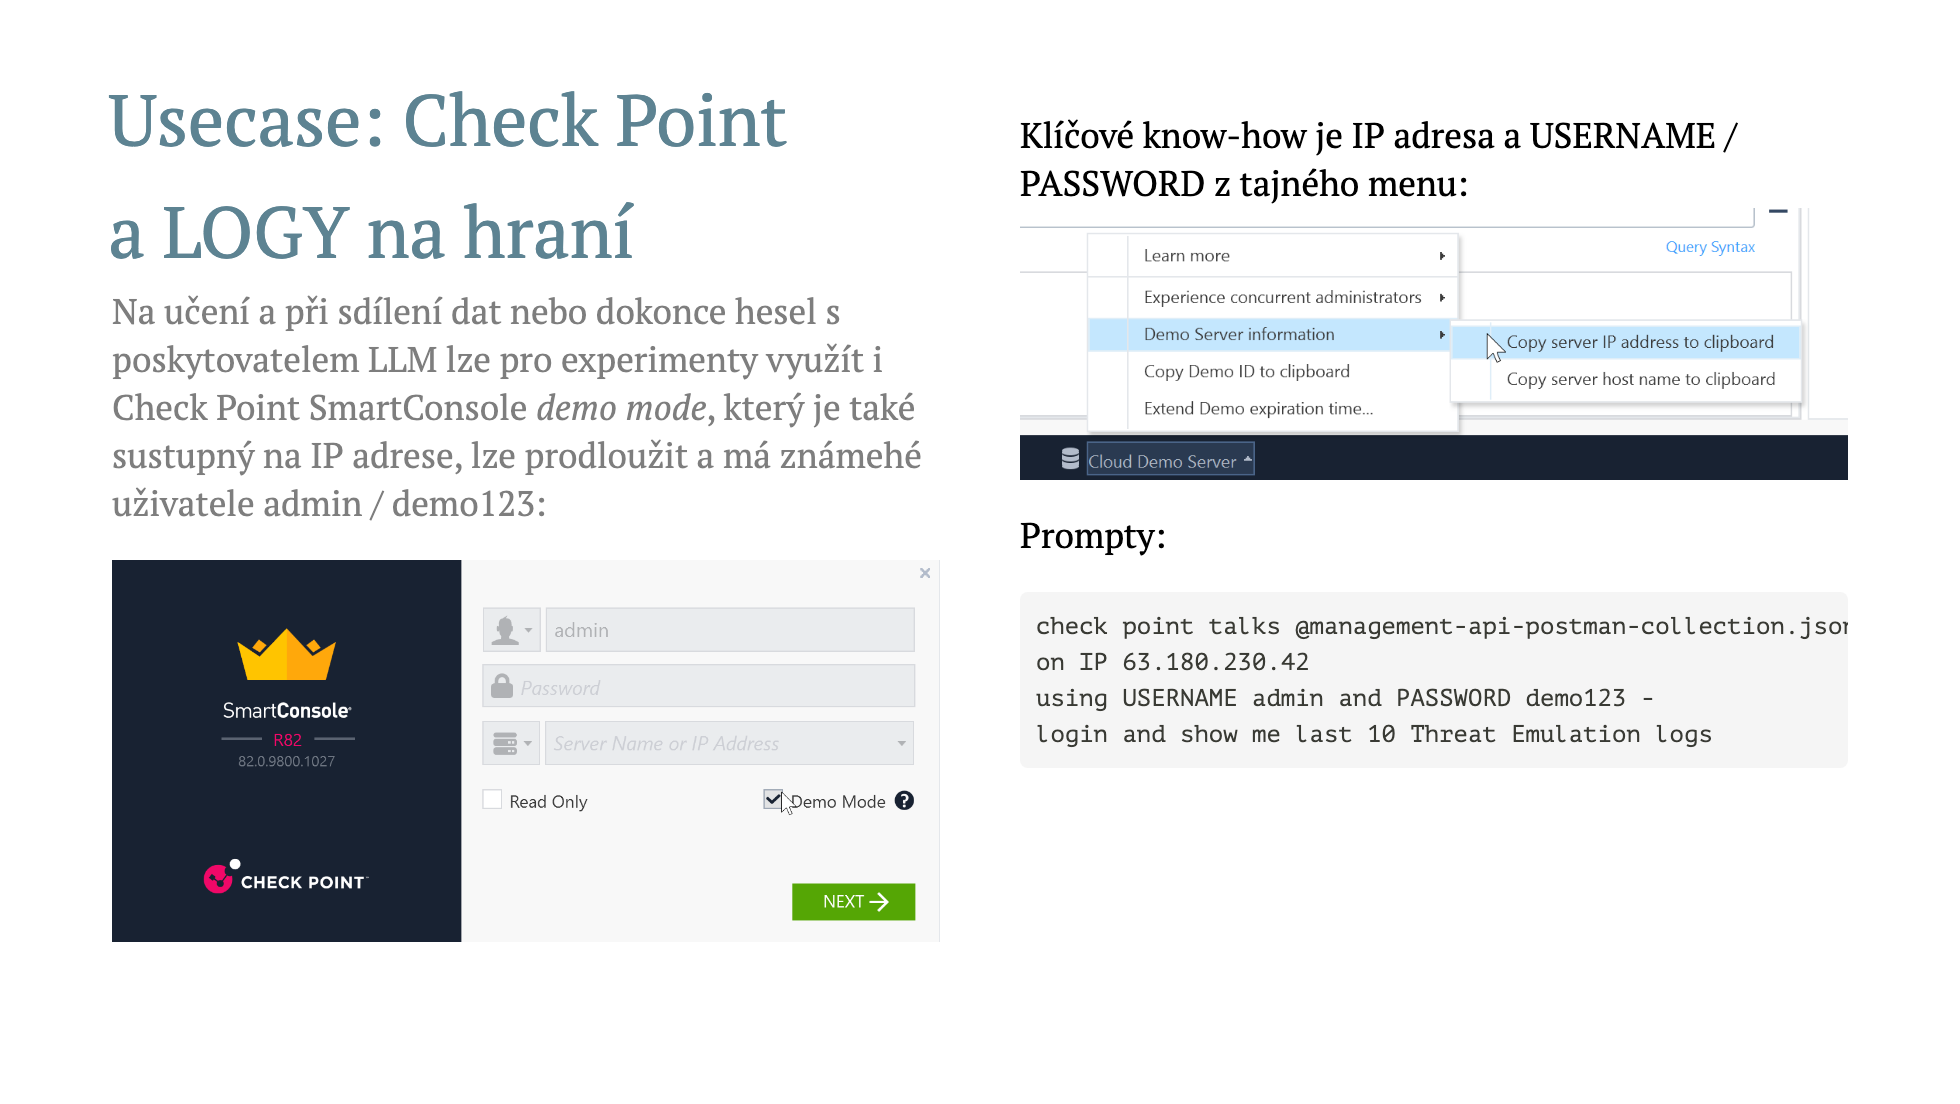 Usecase: Check Point
a LOGY na hraní
Na učení a při sdílení dat nebo dokonce hesel s
poskytovatelem LLM lze pro experimenty využít i
Check Point SmartConsole demo mode, který je také
sustupný na IP adrese, lze prodloužit a má známehé
uživatele admin / demo123:
SmartConsole
R82
82.0.9800.1027
CHECK POINT
admin
Password
Server Name or IP Address
Read Only
Demo Mode
NEXT
Klíčové know-how je IP adresa a USERNAME /
PASSWORD z tajného menu:
Query Syntax
Learn more
Experience concurrent administrators
Demo Server information
Copy Demo ID to clipboard
Extend Demo expiration time...
Copy server IP address to clipboard
Copy server host name to clipboard
Cloud Demo Server
Prompty:
check point talks @management-api-postman-collection.json
on IP 63.180.230.42
using USERNAME admin and PASSWORD demo123 -
login and show me last 10 Threat Emulation logs